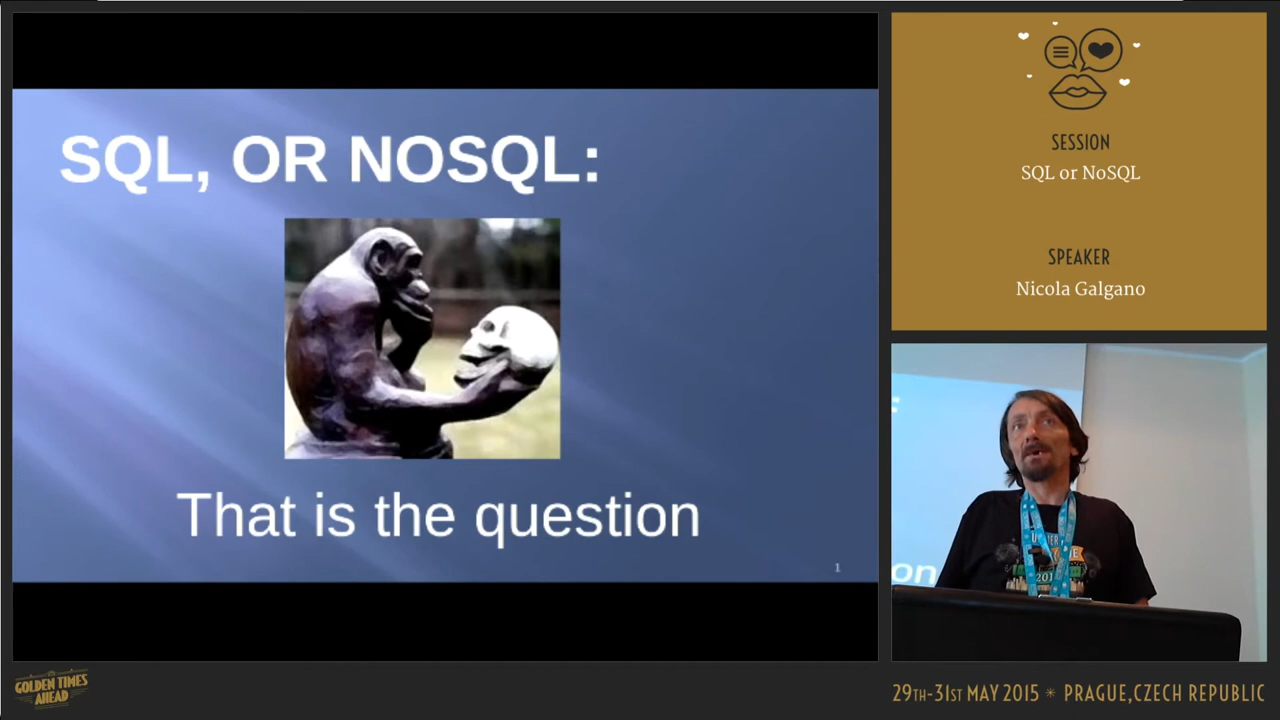 SQL, OR NOSQL:
That is the question
1
SESSION
SQL or NoSQL
SPEAKER
Nicola Galgano
on
GOLDEN TIMES
AHEAD
29TH-31ST MAY 2015 * PRAGUE, CZECH REPUBLIC